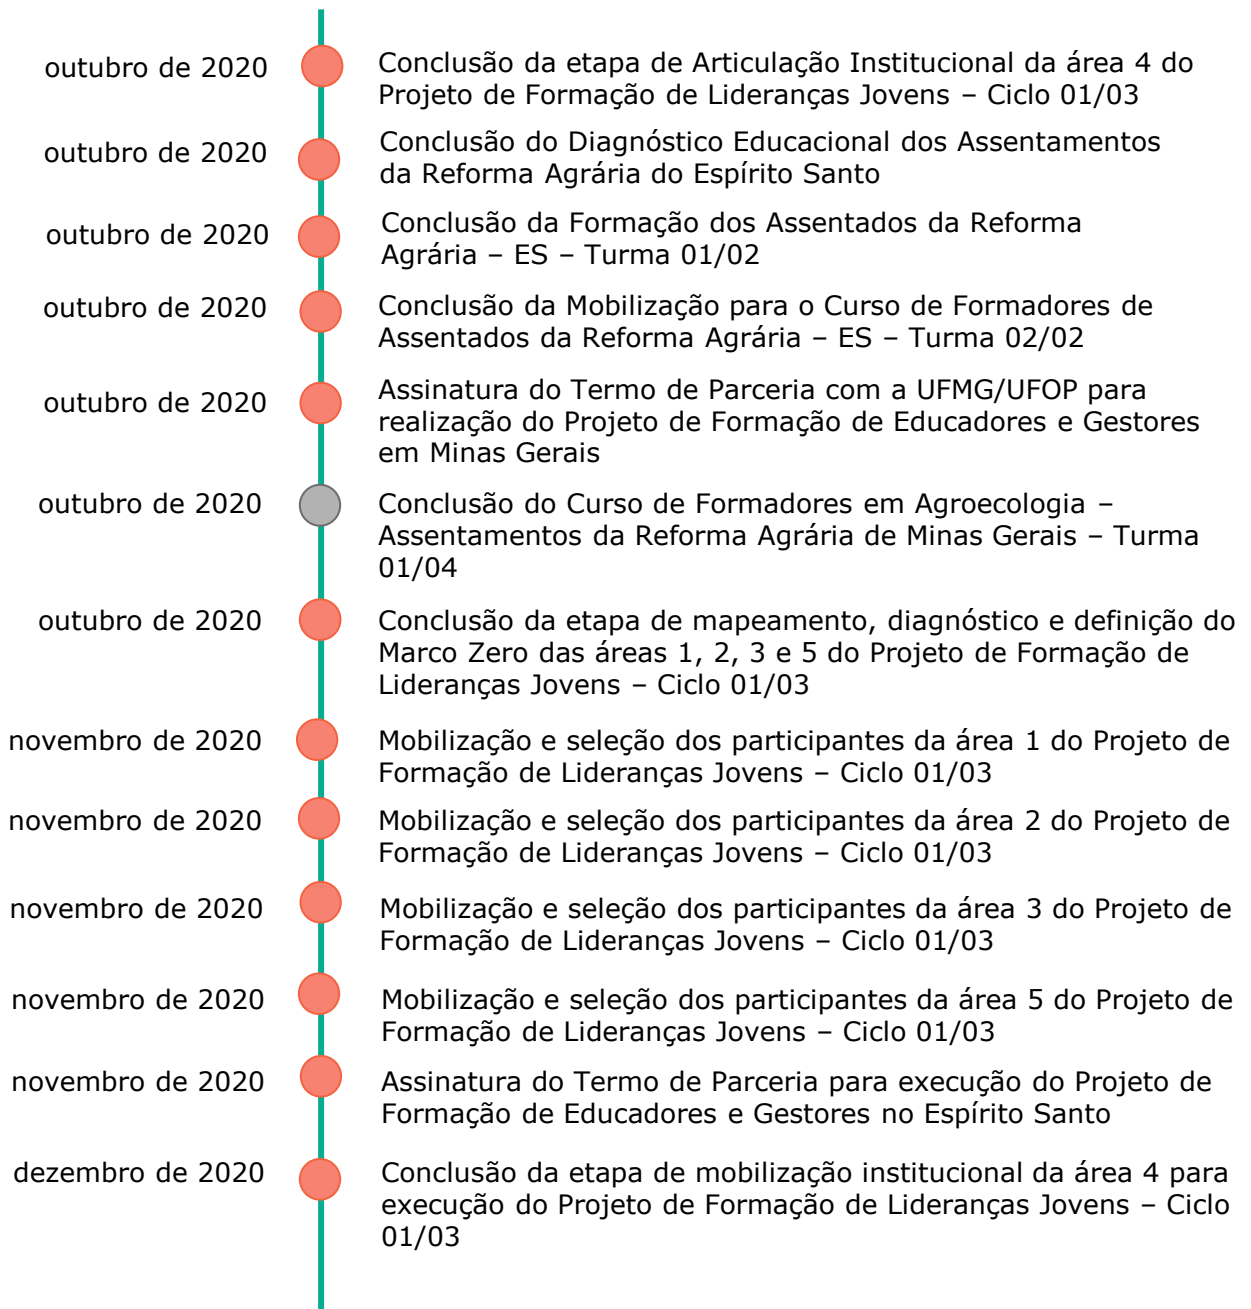 outubro de 2020
Conclusão da etapa de Articulação Institucional da área 4 do
Projeto de Formação de Lideranças Jovens – Ciclo 01/03
outubro de 2020
Conclusão do Diagnóstico Educacional dos Assentamentos
da Reforma Agrária do Espírito Santo
outubro de 2020
Conclusão da Formação dos Assentados da Reforma
Agrária – ES – Turma 01/02
outubro de 2020
Conclusão da Mobilização para o Curso de Formadores de
Assentados da Reforma Agrária – ES – Turma 02/02
outubro de 2020
Assinatura do Termo de Parceria com a UFMG/UFOP para
realização do Projeto de Formação de Educadores e Gestores
em Minas Gerais
outubro de 2020
Conclusão do Curso de Formadores em Agroecologia –
Assentamentos da Reforma Agrária de Minas Gerais – Turma
01/04
outubro de 2020
Conclusão da etapa de mapeamento, diagnóstico e definição do
Marco Zero das áreas 1, 2, 3 e 5 do Projeto de Formação de
Lideranças Jovens – Ciclo 01/03
novembro de 2020
Mobilização e seleção dos participantes da área 1 do Projeto de
Formação de Lideranças Jovens – Ciclo 01/03
novembro de 2020
Mobilização e seleção dos participantes da área 2 do Projeto de
Formação de Lideranças Jovens – Ciclo 01/03
novembro de 2020
Mobilização e seleção dos participantes da área 3 do Projeto de
Formação de Lideranças Jovens – Ciclo 01/03
novembro de 2020
Mobilização e seleção dos participantes da área 5 do Projeto de
Formação de Lideranças Jovens – Ciclo 01/03
novembro de 2020
Assinatura do Termo de Parceria para execução do Projeto de
Formação de Educadores e Gestores no Espírito Santo
dezembro de 2020
Conclusão da etapa de mobilização institucional da área 4 para
execução do Projeto de Formação de Lideranças Jovens – Ciclo
01/03